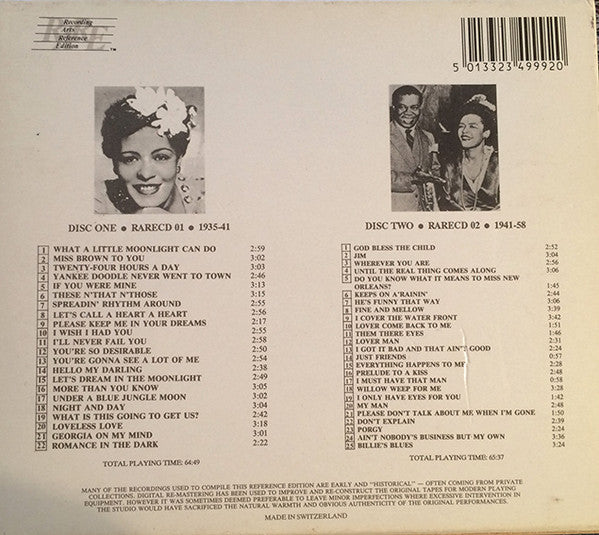 Recording
Arts
Reference
Edition
TM
5 013323 499920
DISC ONE ● RARECD 01 ● 1935-41
1 WHAT A LITTLE MOONLIGHT CAN DO 2:59
2 MISS BROWN TO YOU 3:02
3 TWENTY-FOUR HOURS A DAY 3:03
4 YANKEE DOODLE NEVER WENT TO TOWN 2:46
5 IF YOU WERE MINE 3:13
6 THESE N'THAT N'THOSE 3:15
7 SPREADIN' RHYTHM AROUND 2:55
8 LET'S CALL A HEART A HEART 2:56
9 PLEASE KEEP ME IN YOUR DREAMS 2:17
10 I WISH I HAD YOU 2:55
11 I'LL NEVER FAIL YOU 2:58
12 YOU'RE SO DESIRABLE 2:50
13 YOU'RE GONNA SEE A LOT OF ME 2:54
14 HELLO MY DARLING 2:38
15 LET'S DREAM IN THE MOONLIGHT 2:49
16 MORE THAN YOU KNOW 3:05
17 UNDER A BLUE JUNGLE MOON 3:02
18 NIGHT AND DAY 3:04
19 WHAT IS THIS GOING TO GET US? 2:40
20 LOVELESS LOVE 3:18
21 GEORGIA ON MY MIND 3:01
22 ROMANCE IN THE DARK 2:22
TOTAL PLAYING TIME: 64:49
DISC TWO ● RARECD 02 ● 1941-58
1 GOD BLESS THE CHILD 2:52
2 JIM 3:04
3 WHEREVER YOU ARE 2:56
4 UNTIL THE REAL THING COMES ALONG 3:06
5 DO YOU KNOW WHAT IT MEANS TO MISS NEW
ORLEANS? 1:45
6 KEEPS ON A'RAININ' 2:44
7 HE'S FUNNY THAT WAY 3:06
8 FINE AND MELLOW 3:39
9 I COVER THE WATER FRONT 3:42
10 LOVER COME BACK TO ME 1:51
11 THEM THERE EYES 1:46
12 LOVER MAN 2:31
13 I GOT IT BAD AND THAT AIN'T GOOD 2:24
14 JUST FRIENDS 0:57
15 EVERYTHING HAPPENS TO ME 2:28
16 PRELUDE TO A KISS 2:48
17 I MUST HAVE THAT MAN 0:58
18 WILLOW WEEP FOR ME 3:28
19 I ONLY HAVE EYES FOR YOU 1:42
20 MY MAN 2:58
21 PLEASE DON'T TALK ABOUT ME WHEN I'M GONE 1:50
22 DON'T EXPLAIN 2:39
23 PORGY 2:24
24 AIN'T NOBODY'S BUSINESS BUT MY OWN 3:36
25 BILLIE'S BLUES 3:24
TOTAL PLAYING TIME: 65:37
MANY OF THE RECORDINGS USED TO COMPILE THIS REFERENCE EDITION ARE EARLY AND "HISTORICAL" — OFTEN COMING FROM PRIVATE
COLLECTIONS. DIGITAL RE-MASTERING HAS BEEN USED TO IMPROVE AND RE-CONSTRUCT THE ORIGINAL TAPES FOR MODERN PLAYING
EQUIPMENT. HOWEVER IT WAS SOMETIMES DEEMED PREFERABLE TO LEAVE MINOR IMPERFECTIONS WHERE EXCESSIVE INTERVENTION IN
THE STUDIO WOULD HAVE SACRIFICED THE NATURAL WARMTH AND OBVIOUS AUTHENTICITY OF THE ORIGINAL PERFORMANCES.
MADE IN SWITZERLAND